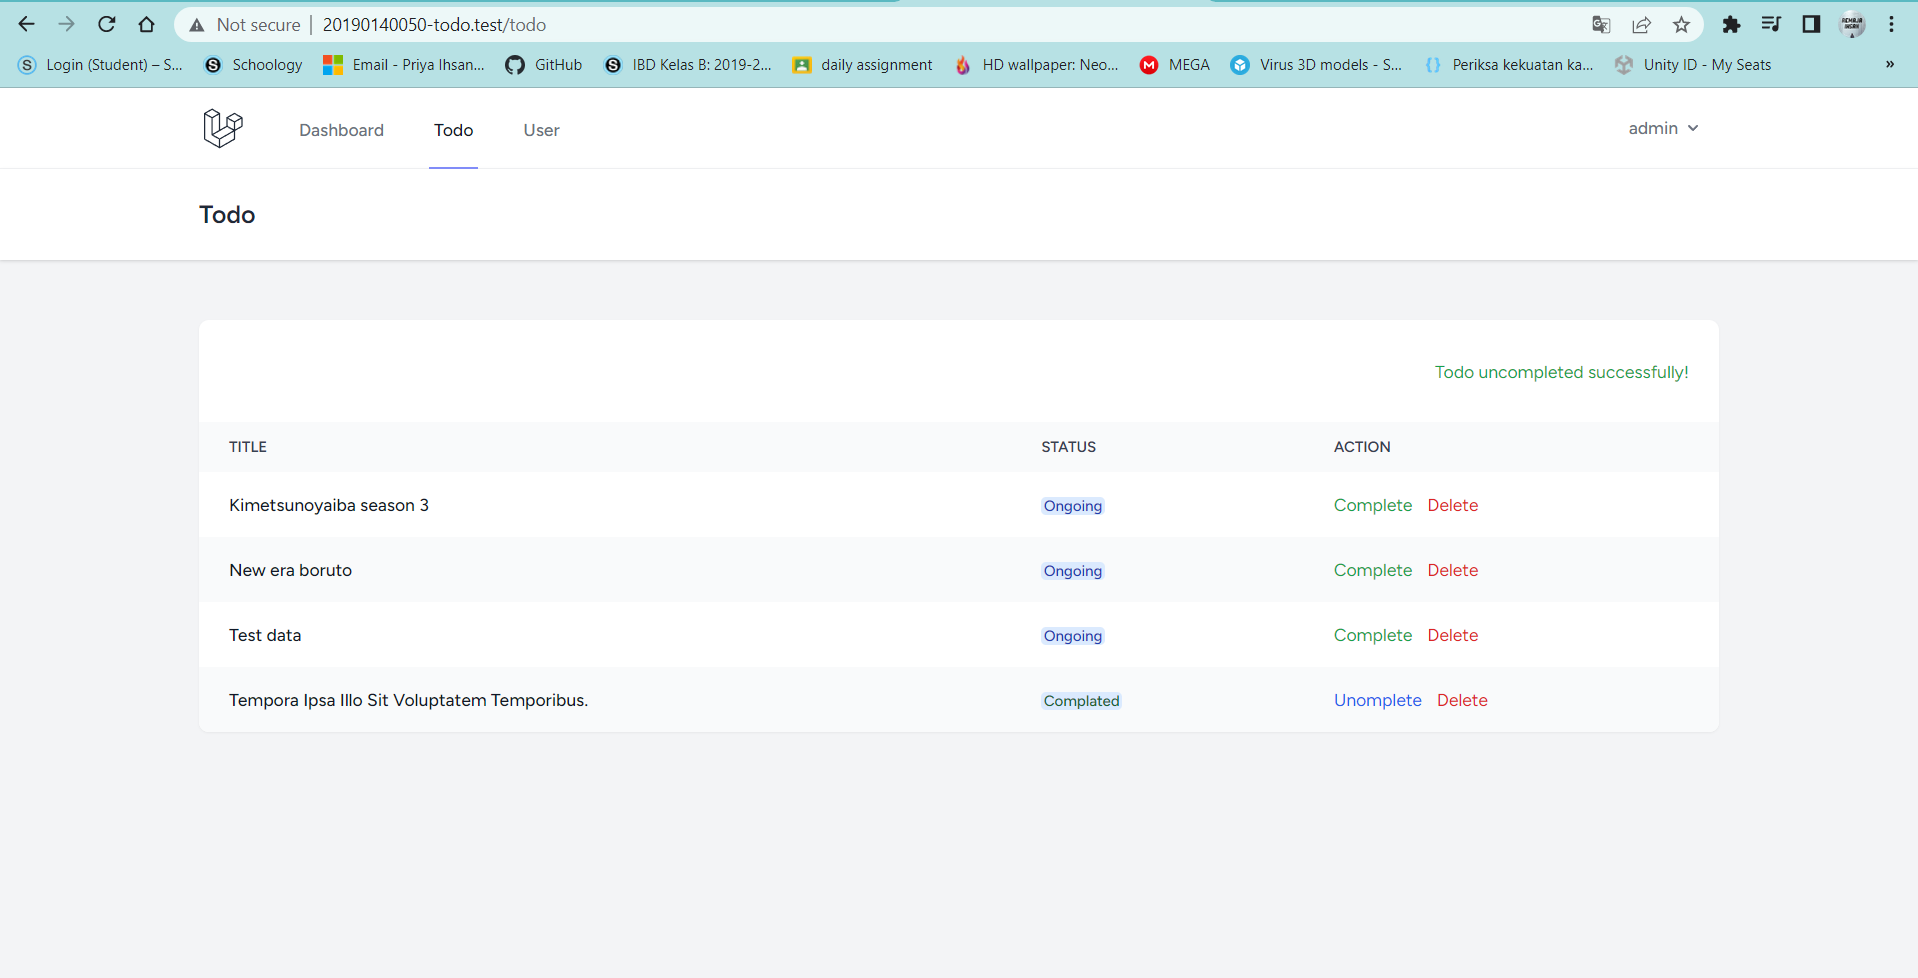 Not secure | 20190140050-todo.test/todo
Login (Student) – S... Schoology Email - Priya Ihsan... GitHub IBD Kelas B: 2019-2... daily assignment HD wallpaper: Neo... MEGA Virus 3D models - S... Periksa kekuatan ka... Unity ID - My Seats »
Dashboard Todo User admin
Todo
Todo uncompleted successfully!
TITLE STATUS ACTION
Kimetsunoyaiba season 3 Ongoing Complete Delete
New era boruto Ongoing Complete Delete
Test data Ongoing Complete Delete
Tempora Ipsa Illo Sit Voluptatem Temporibus. Complated Unomplete Delete